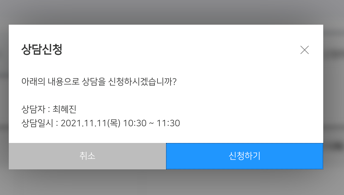 상담신청
아래의 내용으로 상담을 신청하시겠습니까?
상담자 : 최혜진
상담일시 : 2021.11.11(목) 10:30 ~ 11:30
취소
신청하기